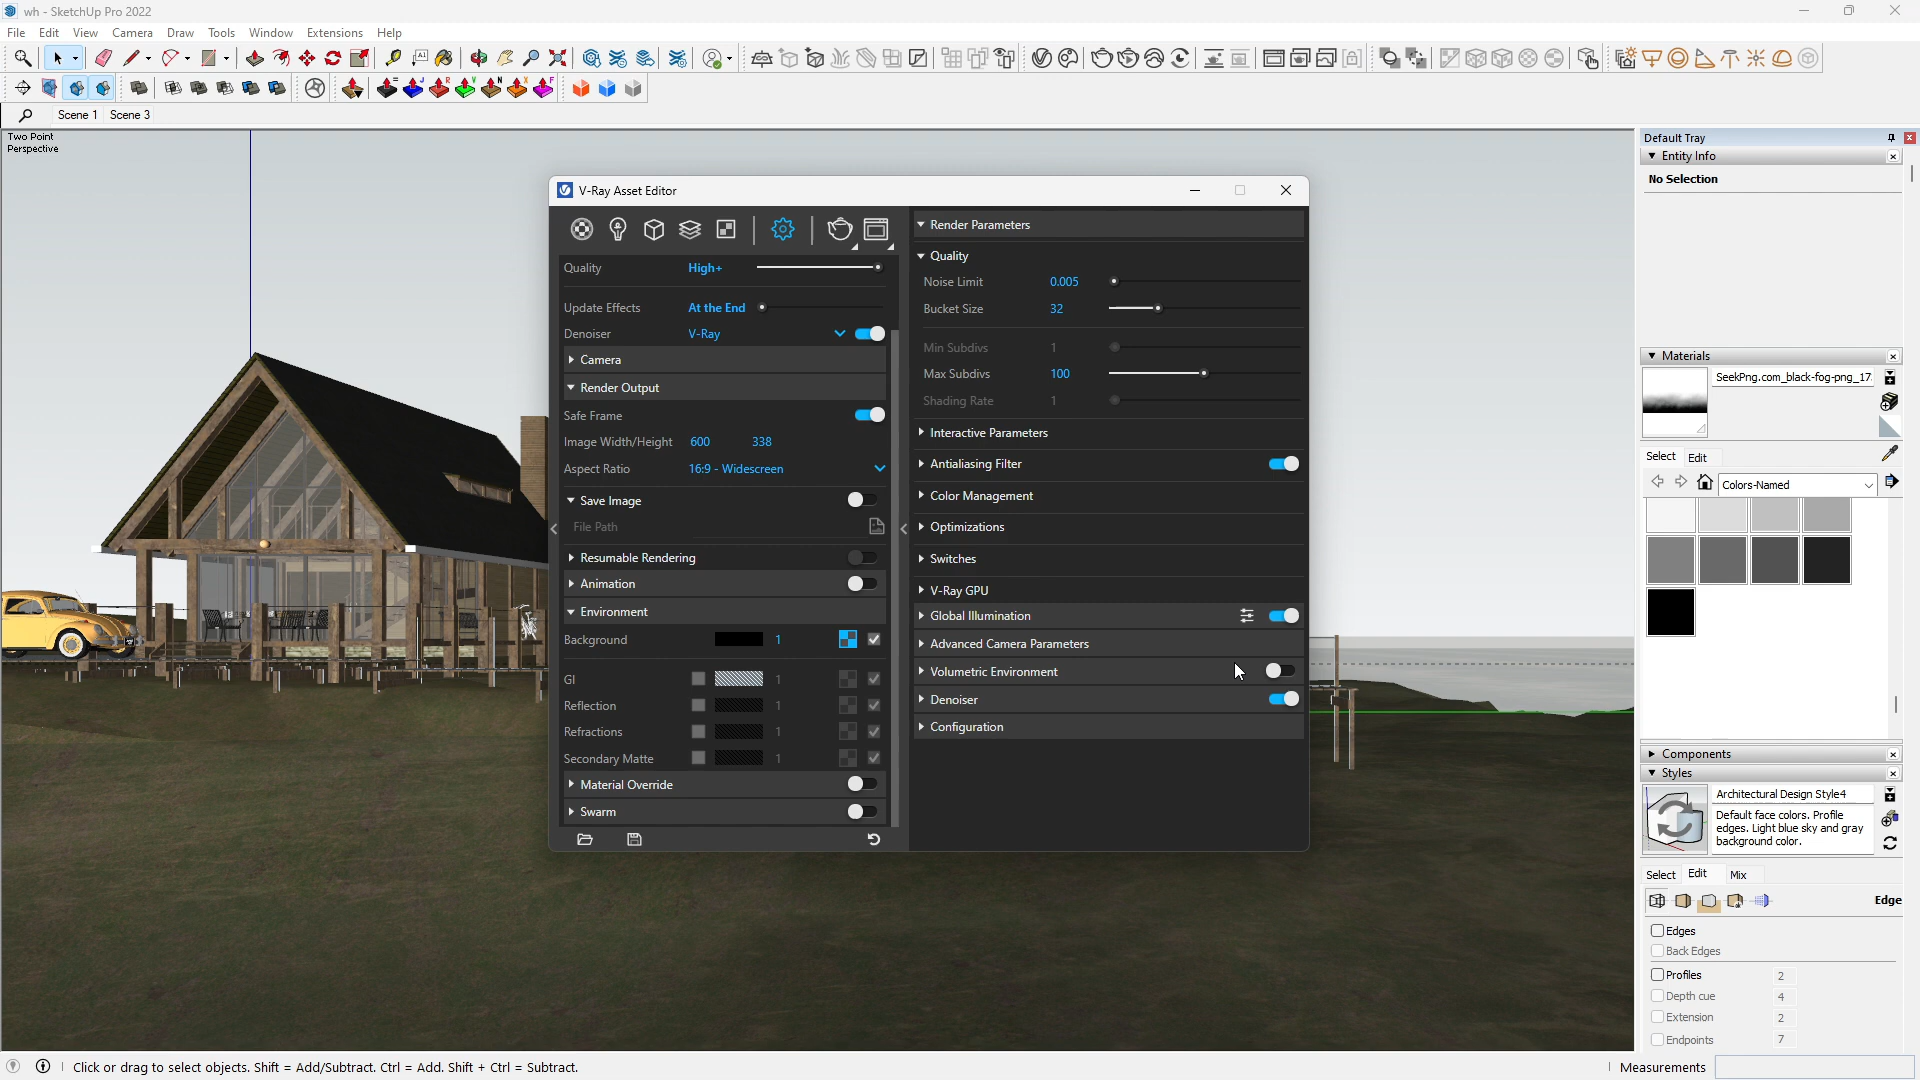 wh - SketchUp Pro 2022
File Edit View Camera Draw Tools Window Extensions Help
Scene 1 Scene 3
Two Point
Perspective
V-Ray Asset Editor
Quality High+
Update Effects At the End
Denoiser V-Ray
Camera
Render Output
Safe Frame
Image Width/Height 600 338
Aspect Ratio 16:9 - Widescreen
Save Image
File Path
Resumable Rendering
Animation
Environment
Background 1
GI 1
Reflection 1
Refractions 1
Secondary Matte 1
Material Override
Swarm
Render Parameters
Quality
Noise Limit 0.005
Bucket Size 32
Min Subdivs 1
Max Subdivs 100
Shading Rate 1
Interactive Parameters
Antialiasing Filter
Color Management
Optimizations
Switches
V-Ray GPU
Global Illumination
Advanced Camera Parameters
Volumetric Environment
Denoiser
Configuration
Default Tray
Entity Info
No Selection
Materials
SeekPng.com_black-fog-png_17
Select Edit
Colors-Named
Components
Styles
Architectural Design Style4
Default face colors. Profile
edges. Light blue sky and gray
background color.
Select Edit Mix
Edge
Edges
Back Edges
Profiles 2
Depth cue 4
Extension 2
Endpoints 7
Click or drag to select objects. Shift = Add/Subtract. Ctrl = Add. Shift + Ctrl = Subtract.
Measurements